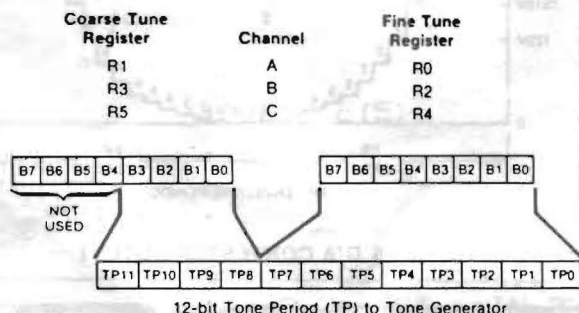 Coarse Tune Register Channel Fine Tune Register
R1 A R0
R3 B R2
R5 C R4
B7 B6 B5 B4 B3 B2 B1 B0 B7 B6 B5 B4 B3 B2 B1 B0
NOT USED
TP11 TP10 TP9 TP8 TP7 TP6 TP5 TP4 TP3 TP2 TP1 TP0
12-bit Tone Period (TP) to Tone Generator